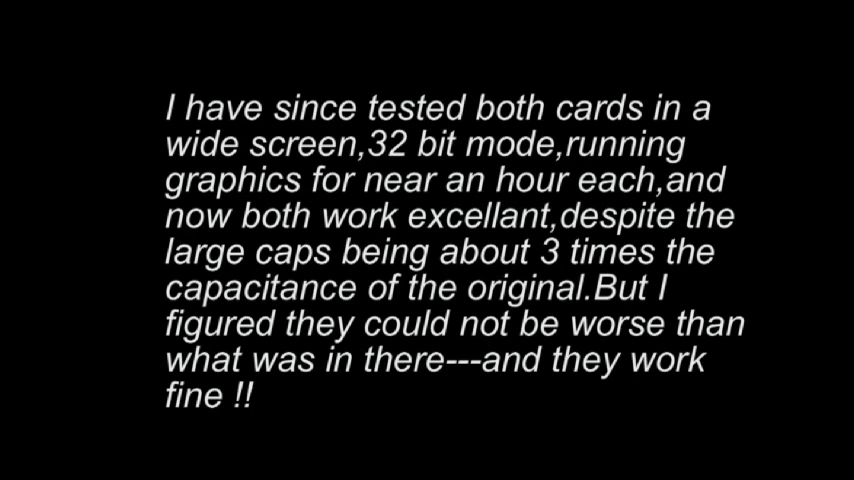 I have since tested both cards in a
wide screen,32 bit mode,running
graphics for near an hour each,and
now both work excellant,despite the
large caps being about 3 times the
capacitance of the original.But I
figured they could not be worse than
what was in there---and they work
fine !!